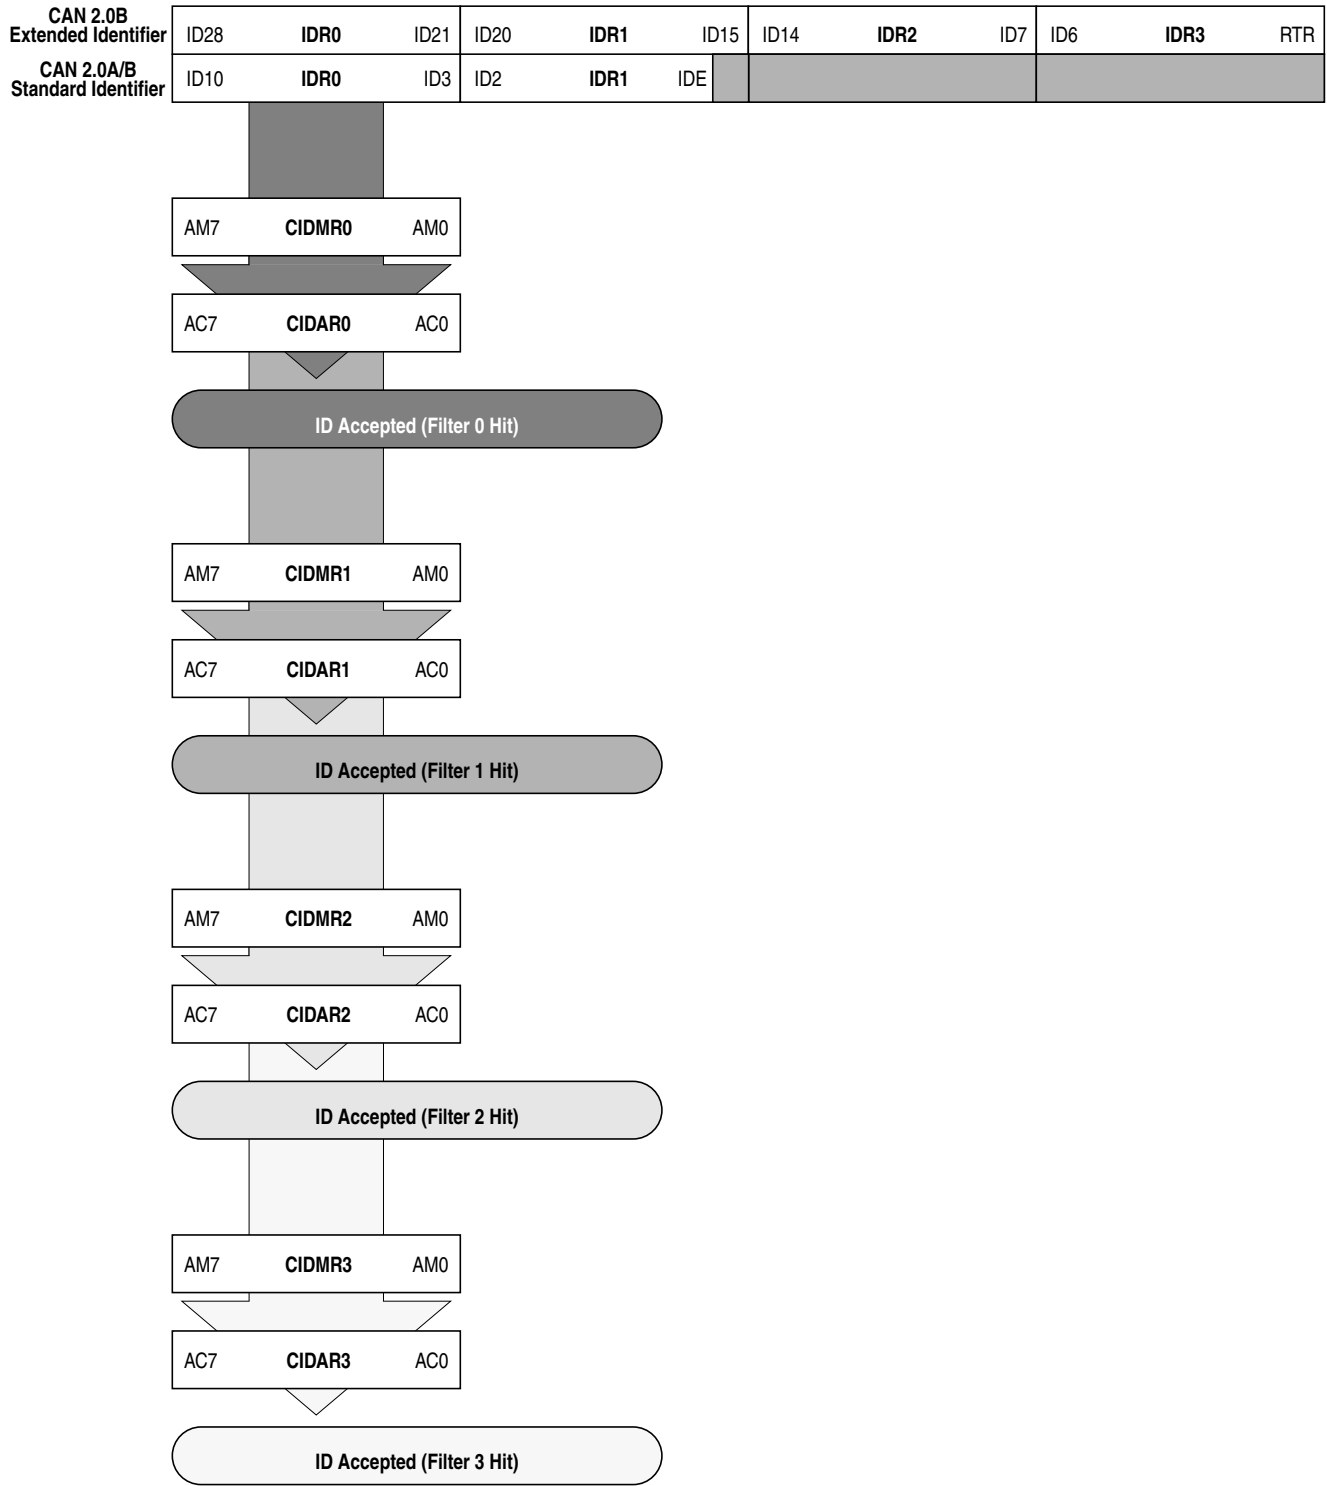 CAN 2.0B
Extended Identifier ID28 IDR0 ID21 ID20 IDR1 ID15 ID14 IDR2 ID7 ID6 IDR3 RTR
CAN 2.0A/B
Standard Identifier ID10 IDR0 ID3 ID2 IDR1 IDE
AM7 CIDMR0 AM0
AC7 CIDAR0 AC0
ID Accepted (Filter 0 Hit)
AM7 CIDMR1 AM0
AC7 CIDAR1 AC0
ID Accepted (Filter 1 Hit)
AM7 CIDMR2 AM0
AC7 CIDAR2 AC0
ID Accepted (Filter 2 Hit)
AM7 CIDMR3 AM0
AC7 CIDAR3 AC0
ID Accepted (Filter 3 Hit)